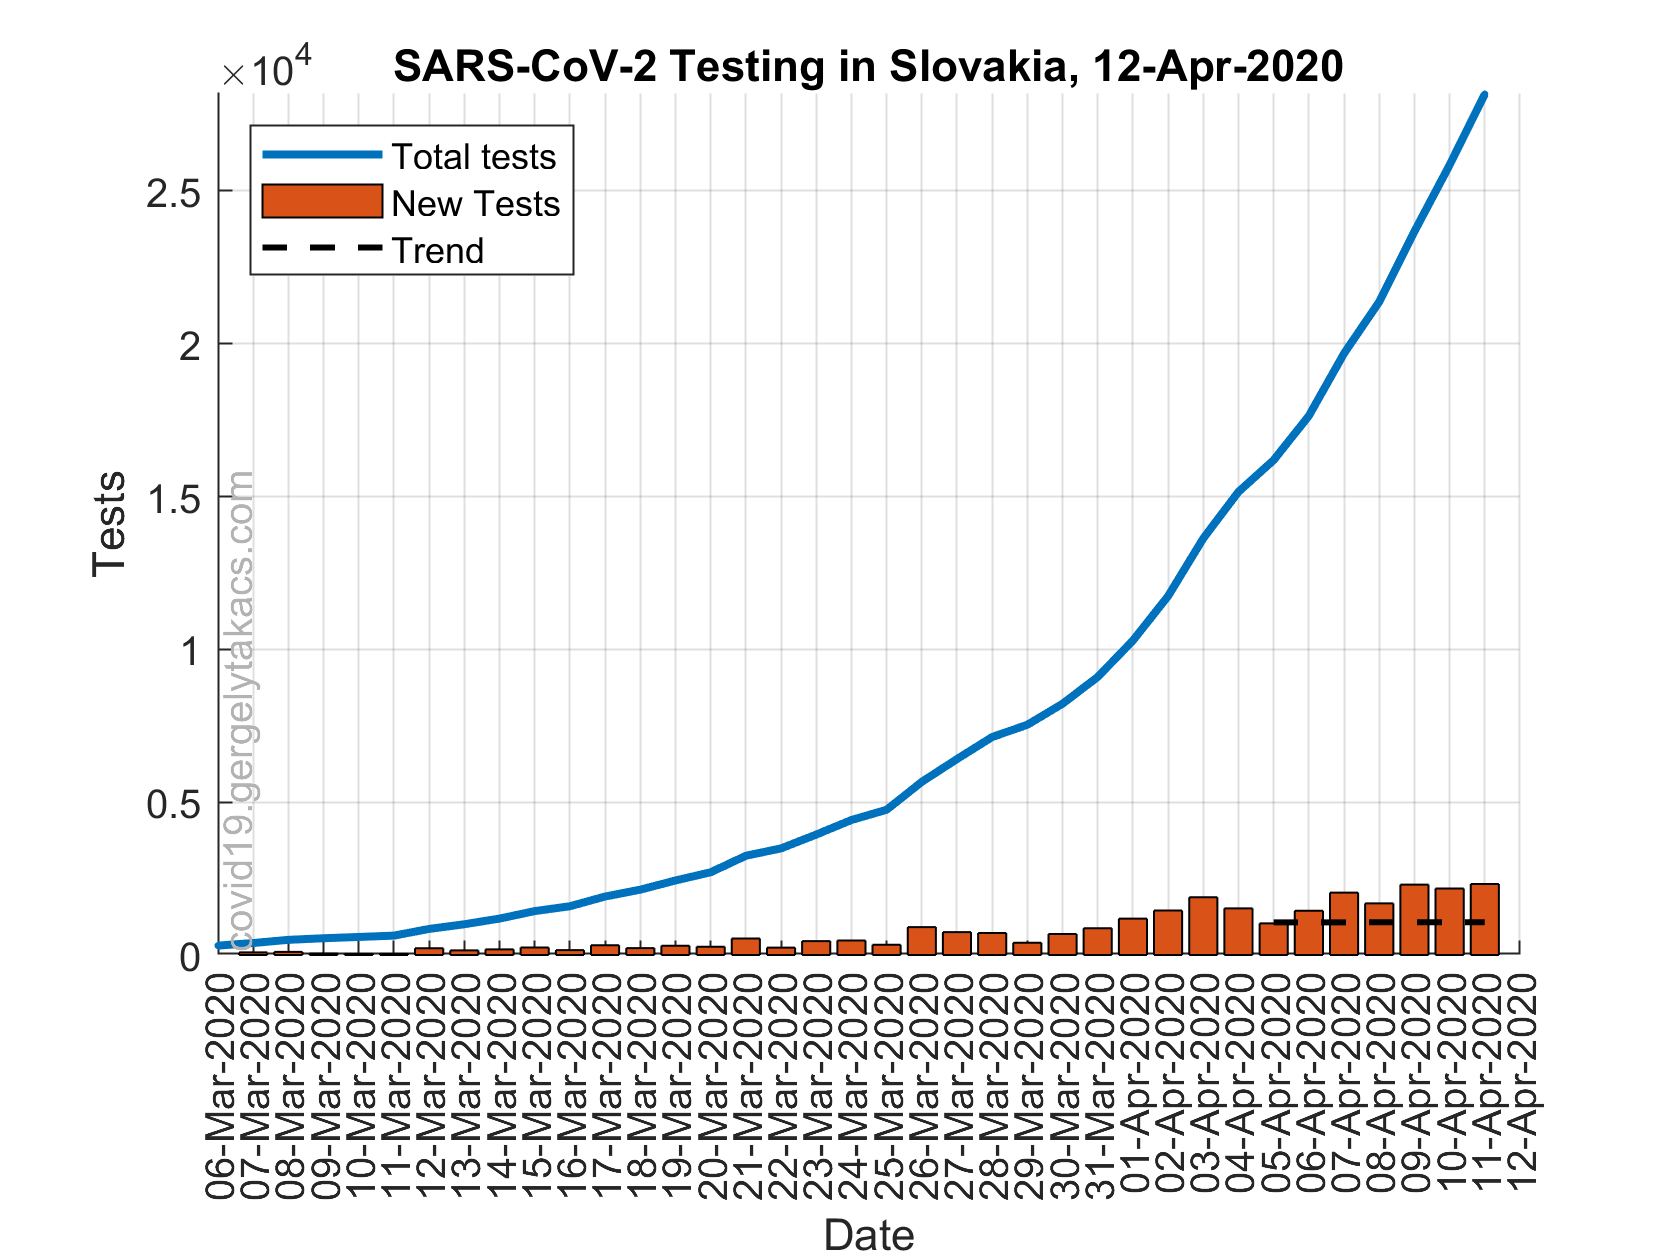 SARS-CoV-2 Testing in Slovakia, 12-Apr-2020
×10^4
Total tests
New Tests
Trend
2.5
2
1.5
1
0.5
0
Tests
covid19.gergelytakacs.com
06-Mar-2020
07-Mar-2020
08-Mar-2020
09-Mar-2020
10-Mar-2020
11-Mar-2020
12-Mar-2020
13-Mar-2020
14-Mar-2020
15-Mar-2020
16-Mar-2020
17-Mar-2020
18-Mar-2020
19-Mar-2020
20-Mar-2020
21-Mar-2020
22-Mar-2020
23-Mar-2020
24-Mar-2020
25-Mar-2020
26-Mar-2020
27-Mar-2020
28-Mar-2020
29-Mar-2020
30-Mar-2020
31-Mar-2020
01-Apr-2020
02-Apr-2020
03-Apr-2020
04-Apr-2020
05-Apr-2020
06-Apr-2020
07-Apr-2020
08-Apr-2020
09-Apr-2020
10-Apr-2020
11-Apr-2020
12-Apr-2020
Date